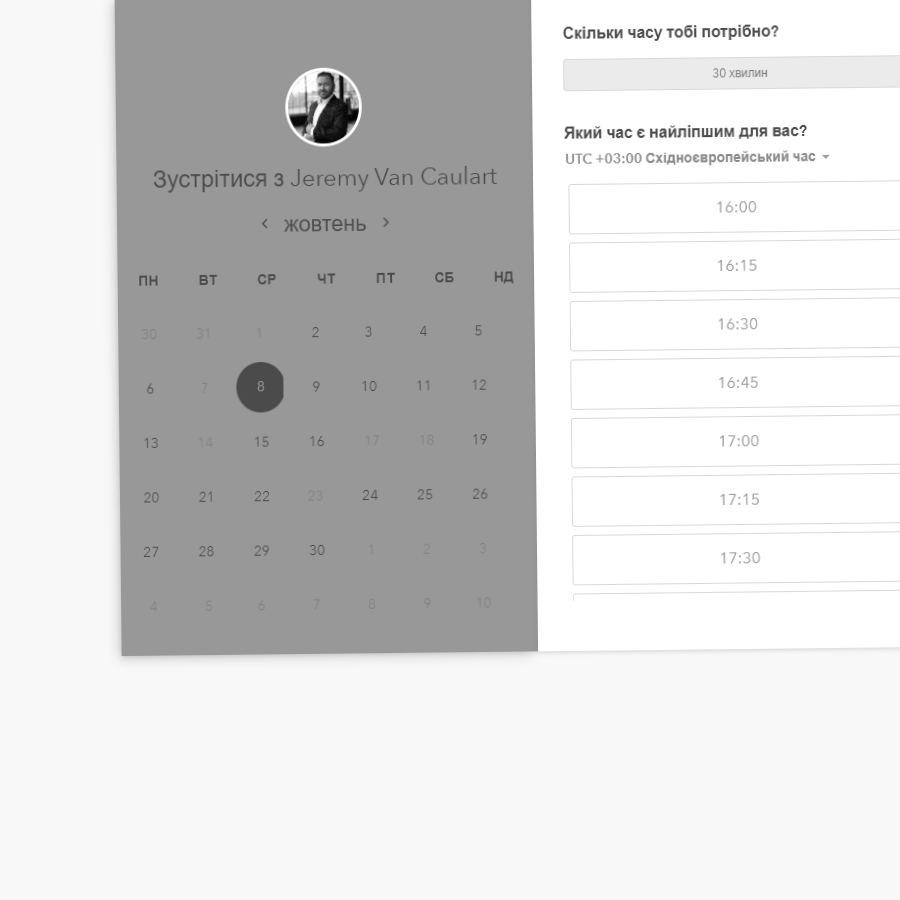 Зустрітися з Jeremy Van Caulart
жовтень
ПН ВТ СР ЧТ ПТ СБ НД
30 31 1 2 3 4 5
6 7 8 9 10 11 12
13 14 15 16 17 18 19
20 21 22 23 24 25 26
27 28 29 30 1 2 3
4 5 6 7 8 9 10
Скільки часу тобі потрібно?
30 хвилин
Який час є найліпшим для вас?
UTC +03:00 Східноєвропейський час
16:00
16:15
16:30
16:45
17:00
17:15
17:30